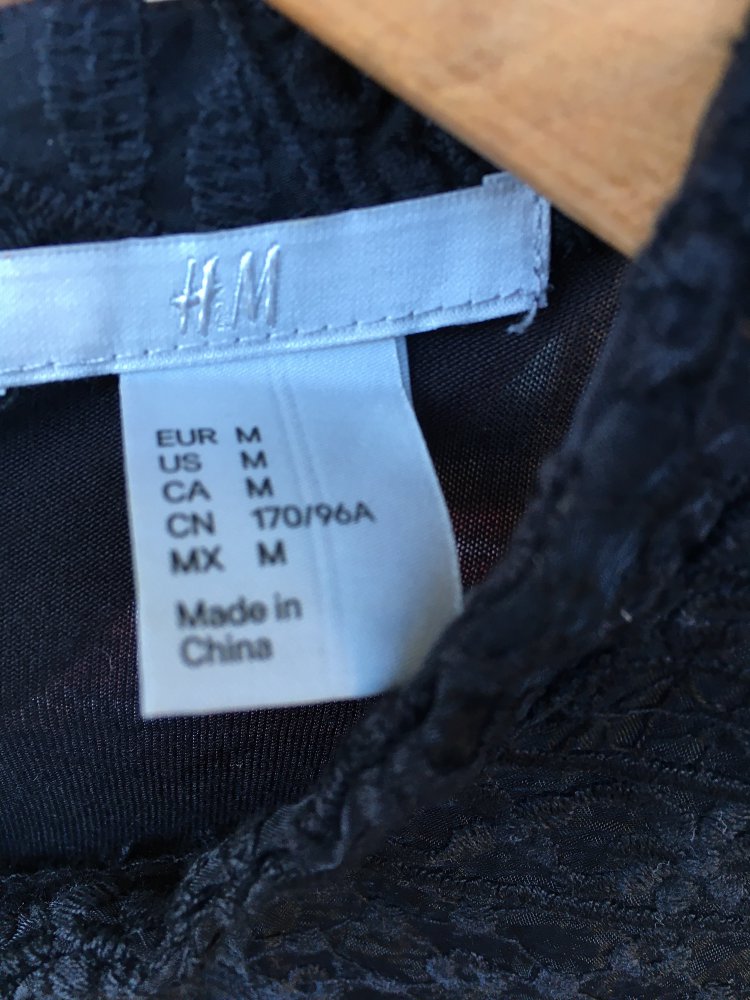 H&M
EUR M
US M
CA M
CN 170/96A
MX M
Made in
China